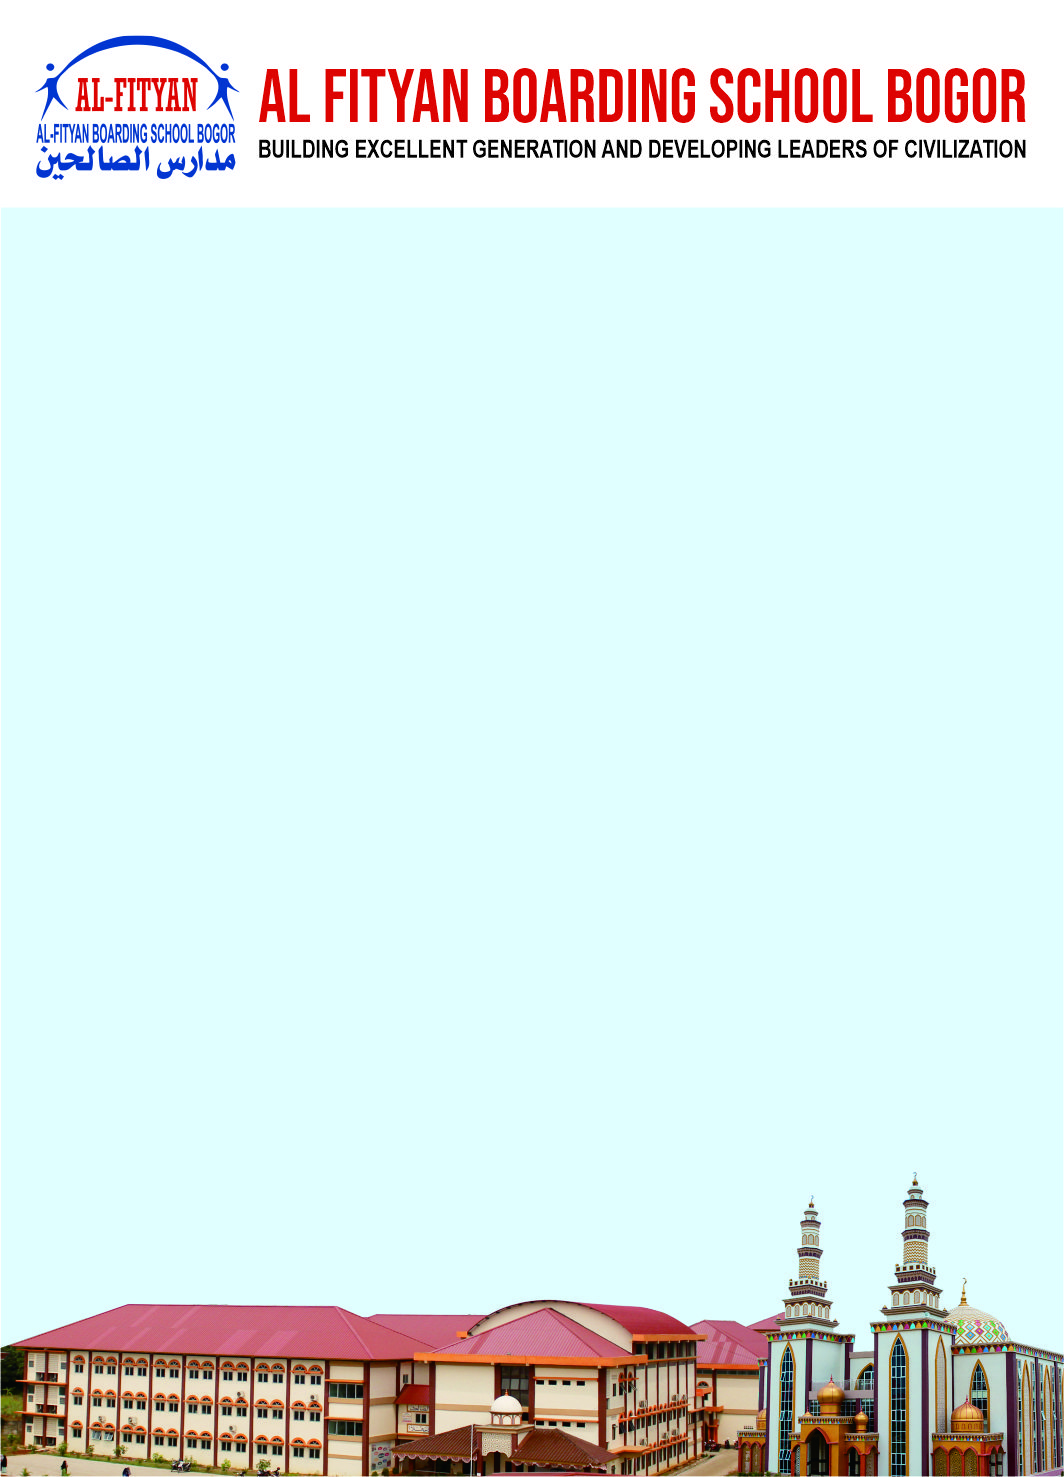 AL-FITYAN
AL-FITYAN BOARDING SCHOOL BOGOR
مدارس الصالحين
AL FITYAN BOARDING SCHOOL BOGOR
BUILDING EXCELLENT GENERATION AND DEVELOPING LEADERS OF CIVILIZATION